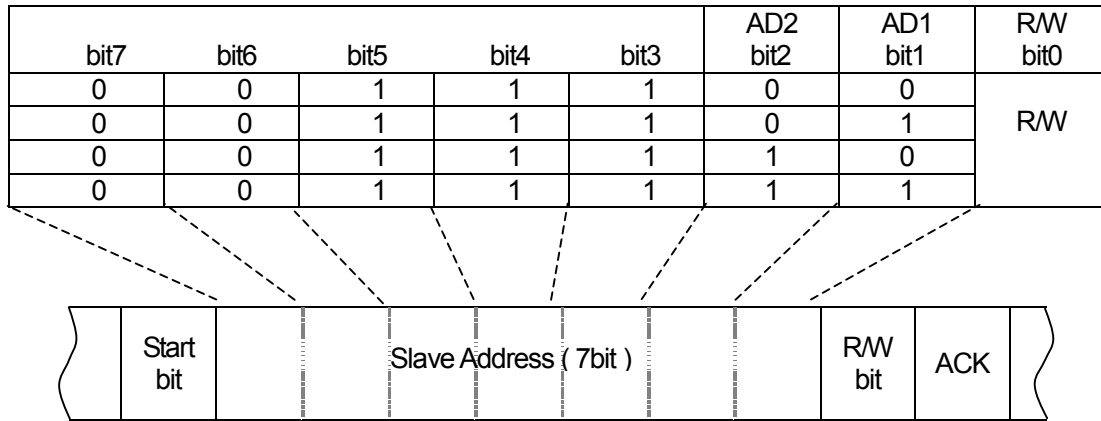 AD2 AD1 R/W
bit7 bit6 bit5 bit4 bit3 bit2 bit1 bit0
0 0 1 1 1 0 0
0 0 1 1 1 0 1 R/W
0 0 1 1 1 1 0
0 0 1 1 1 1 1
Start bit
Slave Address ( 7bit )
R/W bit
ACK